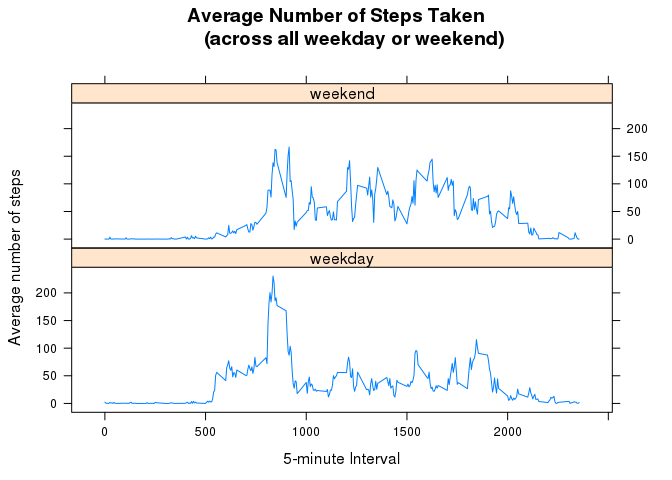 Average Number of Steps Taken
(across all weekday or weekend)
weekend
200
150
100
50
0
weekday
200
150
100
50
0
0 500 1000 1500 2000
5-minute Interval
Average number of steps